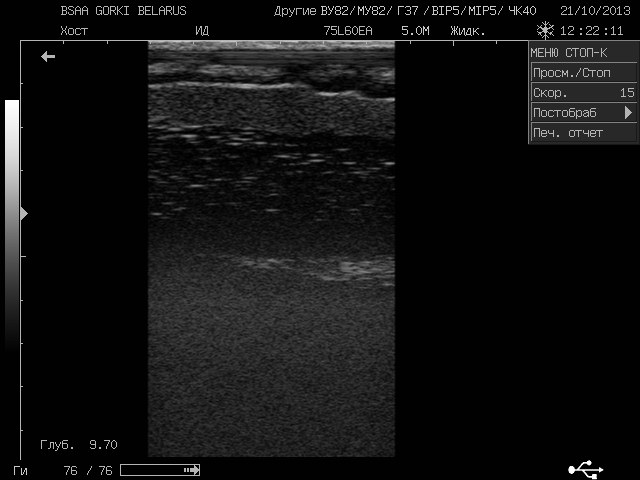 BSAA GORKI BELARUS Другие ВУ82/МУ82/ Г37 /BIP5/MIP5/ ЧК40 21/10/2013
Хост ИД 75L60EA 5.0M Жидк. 12:22:11
МЕНЮ СТОП-К
Просм./Стоп
Скор. 15
Постобраб
Печ. отчет
Глуб. 9.70
Ги 76 / 76